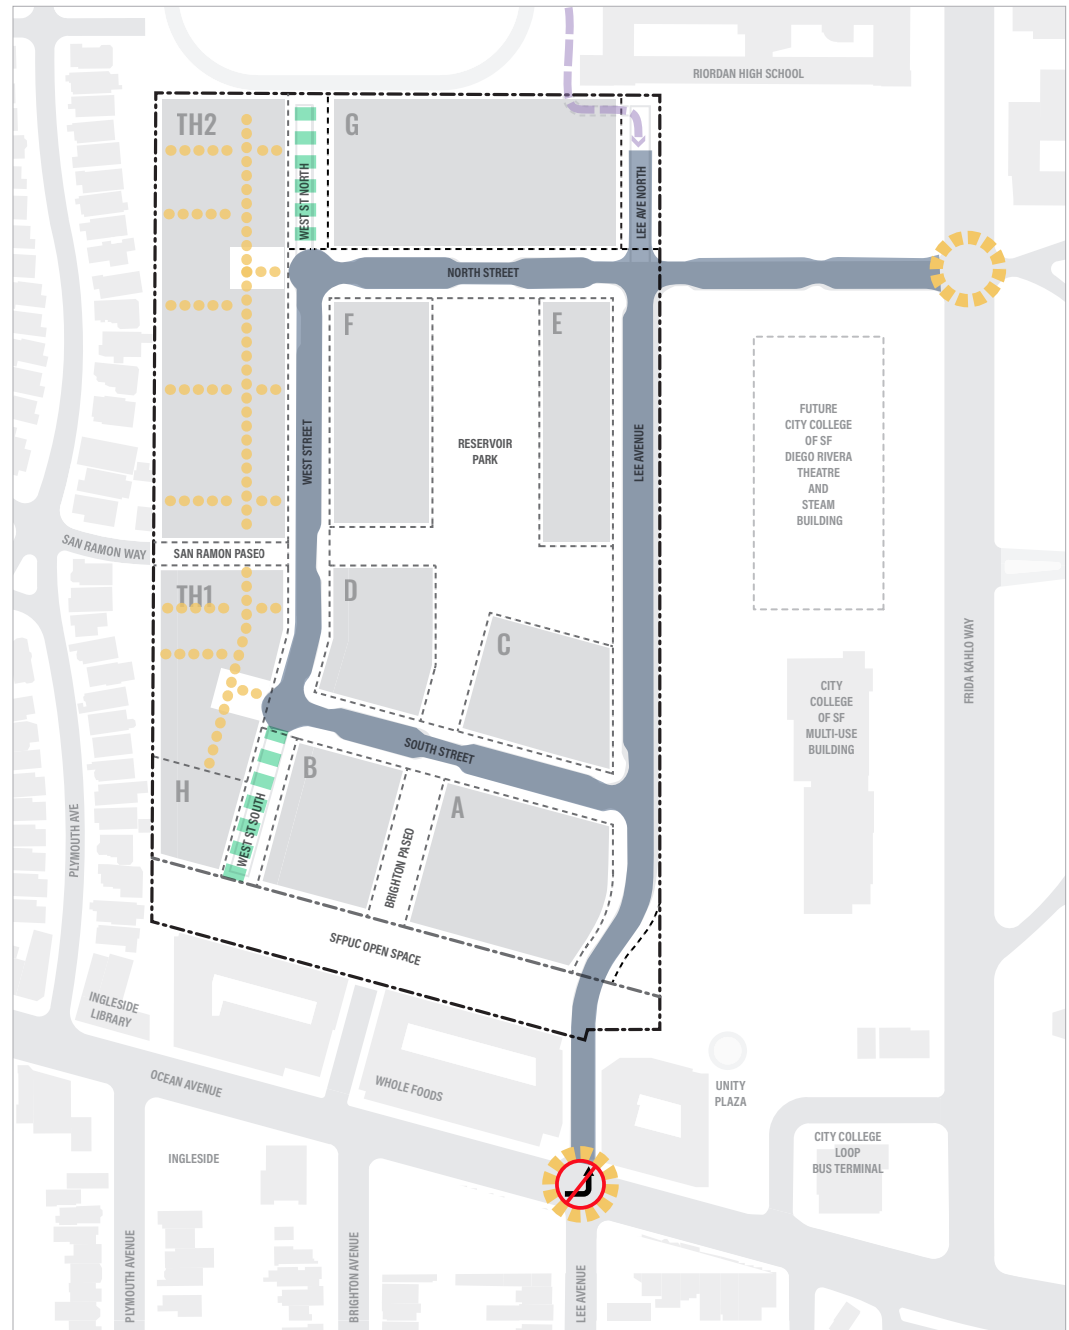 RIORDAN HIGH SCHOOL
TH2
G
WEST ST NORTH
LEE AVE NORTH
NORTH STREET
F
E
WEST STREET
RESERVOIR
PARK
LEE AVENUE
FUTURE
CITY COLLEGE
OF SF
DIEGO RIVERA
THEATRE
AND
STEAM
BUILDING
SAN RAMON WAY
SAN RAMON PASEO
TH1
D
C
FRIDA KAHLO WAY
CITY
COLLEGE
OF SF
MULTI-USE
BUILDING
SOUTH STREET
B
H
A
PLYMOUTH AVE
WEST ST SOUTH
BRIGHTON PASEO
SFPUC OPEN SPACE
INGLESIDE
LIBRARY
OCEAN AVENUE
WHOLE FOODS
UNITY
PLAZA
INGLESIDE
CITY COLLEGE
LOOP
BUS TERMINAL
PLYMOUTH AVENUE
BRIGHTON AVENUE
LEE AVENUE